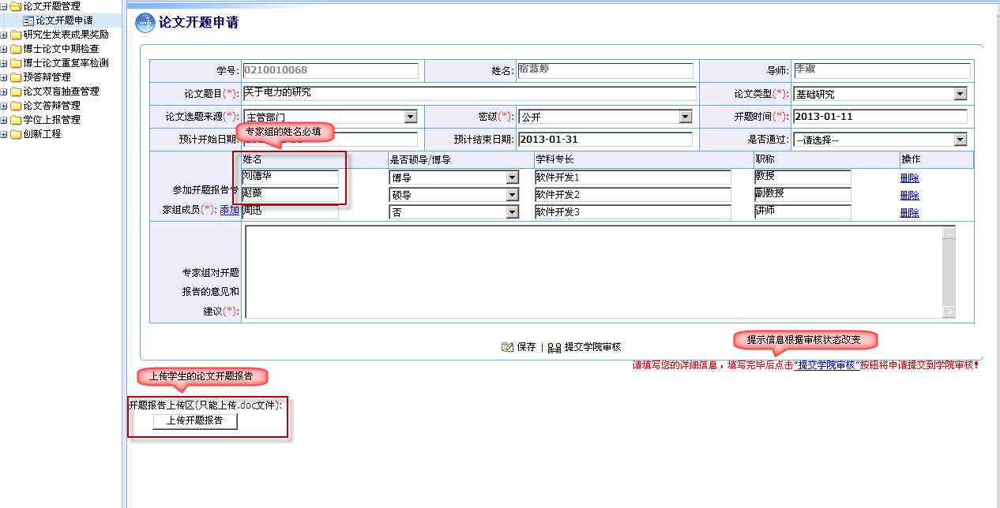 论文开题管理
论文开题申请
研究生发表成果奖励
博士论文中期检查
博士论文重复率检测
预答辩管理
论文双盲抽查管理
论文答辩管理
学位上报管理
创新工程
论文开题申请
学号: 0210010068 姓名: 宿慧婷 导师: 李淑
论文题目(*): 关于电力的研究 论文类型(*): 基础研究
论文选题来源(*): 主管部门 密级(*): 公开 开题时间(*): 2013-01-11
专家组的姓名必填
预计开始日期: 预计结束日期: 2013-01-31 是否通过: --请选择--
姓名 是否硕导/博导 学科专长 职称 操作
参加开题报告专
家组成员(*): 添加
刘德华 博导 软件开发1 教授 删除
赵薇 硕导 软件开发2 副教授 删除
周迅 否 软件开发3 讲师 删除
专家组对开题
报告的意见和
建议(*):
保存 | 提交学院审核
提示信息根据审核状态改变
请填写您的详细信息，填写完毕后点击"提交学院审核"按钮将申请提交到学院审核!
上传学生的论文开题报告
开题报告上传区(只能上传.doc文件):
上传开题报告